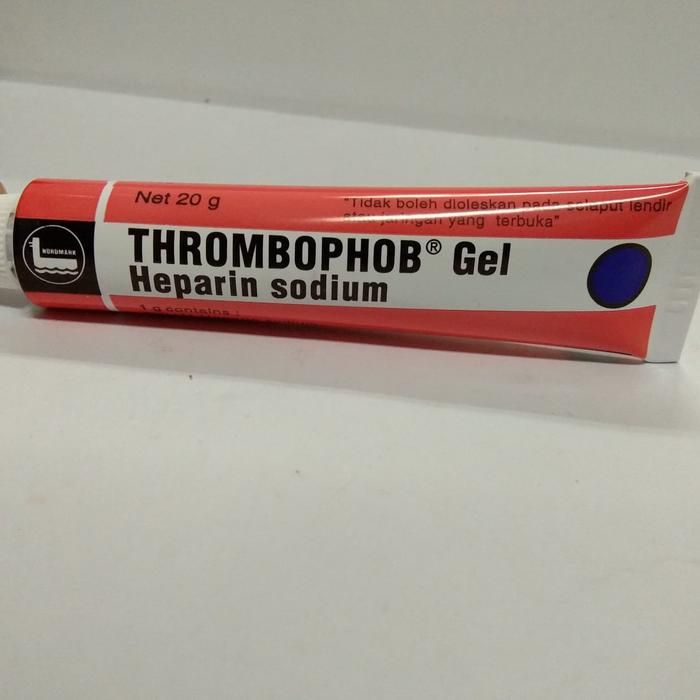 Net 20 g
"Tidak boleh dioleskan pada selaput lendir
atau jaringan yang terbuka"
NORDMARK
THROMBOPHOB® Gel
Heparin sodium
1 g contains :